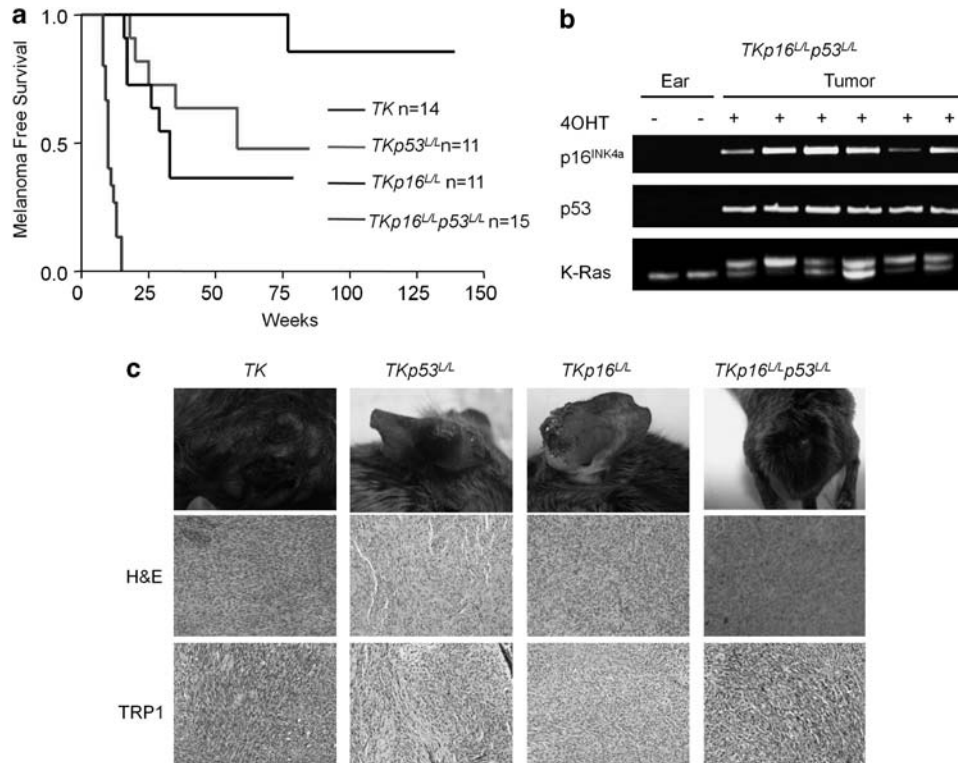 a
Melanoma Free Survival
1.0
0.5
0.0
0 25 50 75 100 125 150
Weeks
TK n=14
TKp53L/L n=11
TKp16L/L n=11
TKp16L/Lp53L/L n=15
b
TKp16L/Lp53L/L
Ear Tumor
4OHT - - + + + + + +
p16INK4a
p53
K-Ras
c
TK TKp53L/L TKp16L/L TKp16L/Lp53L/L
H&E
TRP1